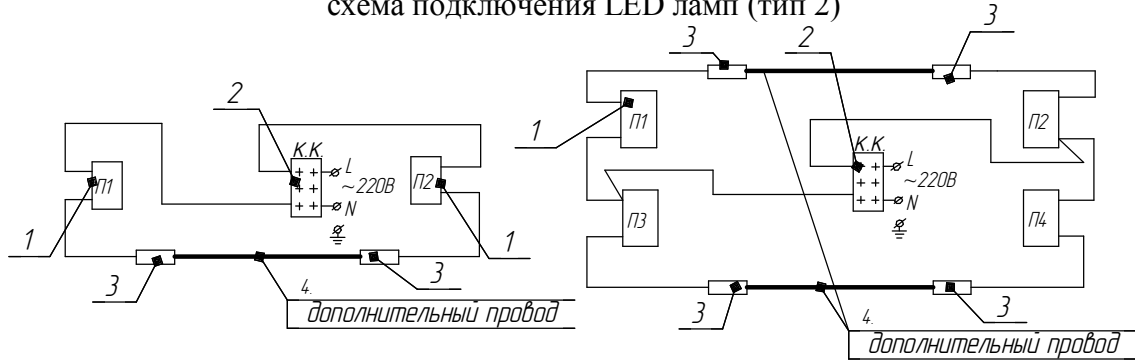 схема подключения LED ламп (тип 2)
2
К.К.
L
~220В
N
П1
П2
1
1
3
3
4.
дополнительный провод
3
2
3
1
П1
П2
К.К.
L
~220В
N
П3
П4
3
3
4.
дополнительный провод